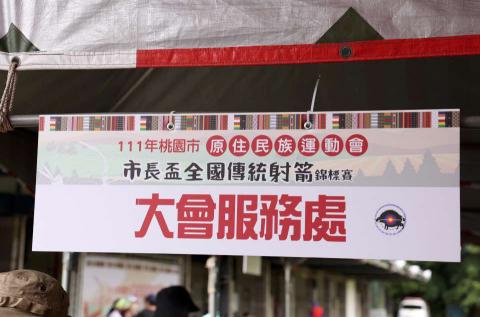 111年桃園市 原住民族運動會
市長盃全國傳統射箭錦標賽
大會服務處